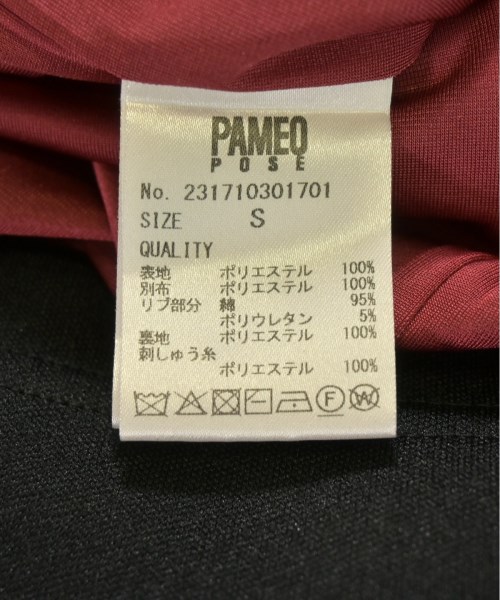 PAMEO
POSE
No. 231710301701
SIZE S
QUALITY
表地 ポリエステル 100%
別布 ポリエステル 100%
リブ部分 綿 95%
ポリウレタン 5%
裏地 ポリエステル 100%
刺しゅう糸
ポリエステル 100%
F W